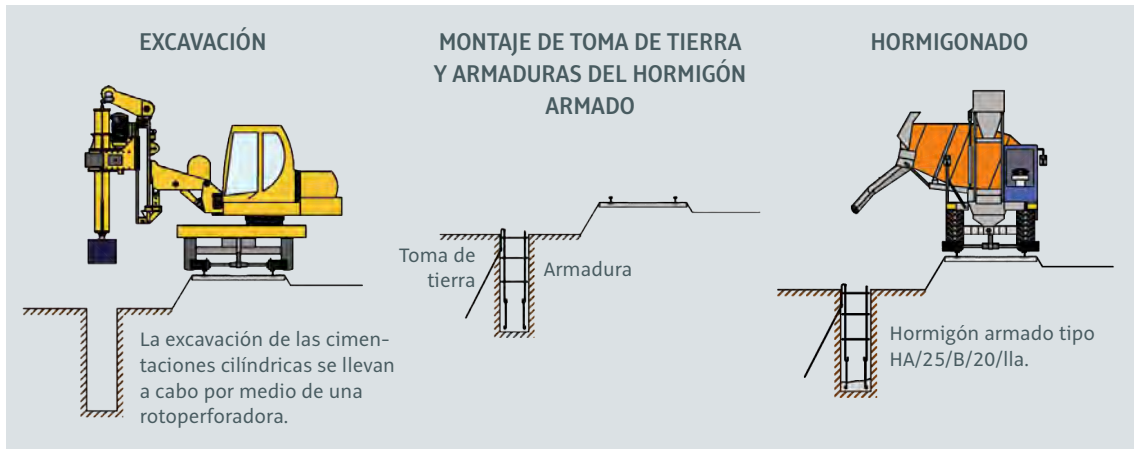 EXCAVACIÓN
MONTAJE DE TOMA DE TIERRA
Y ARMADURAS DEL HORMIGÓN
ARMADO
HORMIGONADO
Toma de
tierra
Armadura
La excavación de las cimen-
taciones cilíndricas se llevan
a cabo por medio de una
rotoperforadora.
Hormigón armado tipo
HA/25/B/20/lla.